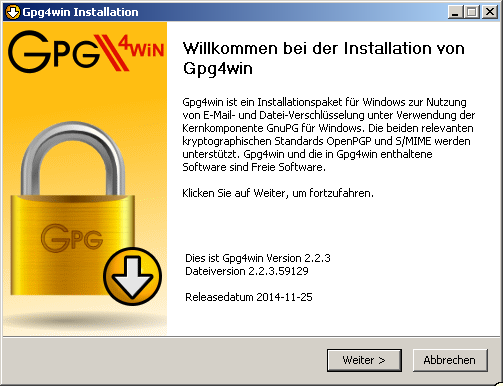 Gpg4win Installation
GPG4WIN
Willkommen bei der Installation von
Gpg4win
Gpg4win ist ein Installationspaket für Windows zur Nutzung
von E-Mail- und Datei-Verschlüsselung unter Verwendung der
Kernkomponente GnuPG für Windows. Die beiden relevanten
kryptographischen Standards OpenPGP und S/MIME werden
unterstützt. Gpg4win und die in Gpg4win enthaltene
Software sind Freie Software.
Klicken Sie auf Weiter, um fortzufahren.
GPG
Dies ist Gpg4win Version 2.2.3
Dateiversion 2.2.3.59129
Releasedatum 2014-11-25
Weiter >
Abbrechen